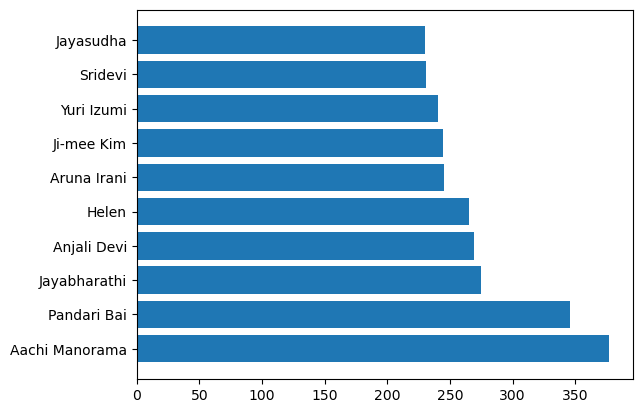 Jayasudha
Sridevi
Yuri Izumi
Ji-mee Kim
Aruna Irani
Helen
Anjali Devi
Jayabharathi
Pandari Bai
Aachi Manorama
0 50 100 150 200 250 300 350